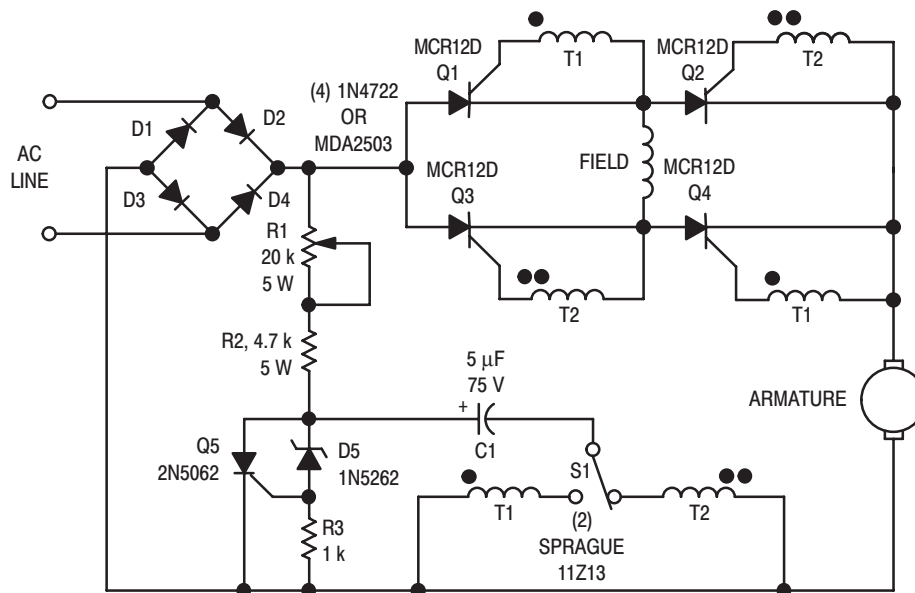 MCR12D
Q1
T1
MCR12D
Q2
T2
(4) 1N4722
OR
MDA2503
D1
D2
AC
LINE
D3
D4
FIELD
MCR12D
Q3
MCR12D
Q4
R1
20 k
5 W
T2
T1
R2, 4.7 k
5 W
5 μF
75 V
+
C1
ARMATURE
Q5
2N5062
D5
1N5262
S1
T1
(2)
SPRAGUE
11Z13
T2
R3
1 k